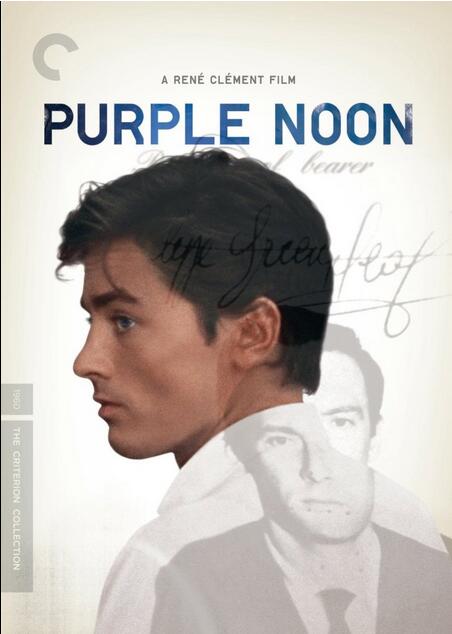 A RENÉ CLÉMENT FILM
PURPLE NOON
bearer
1960
THE CRITERION COLLECTION